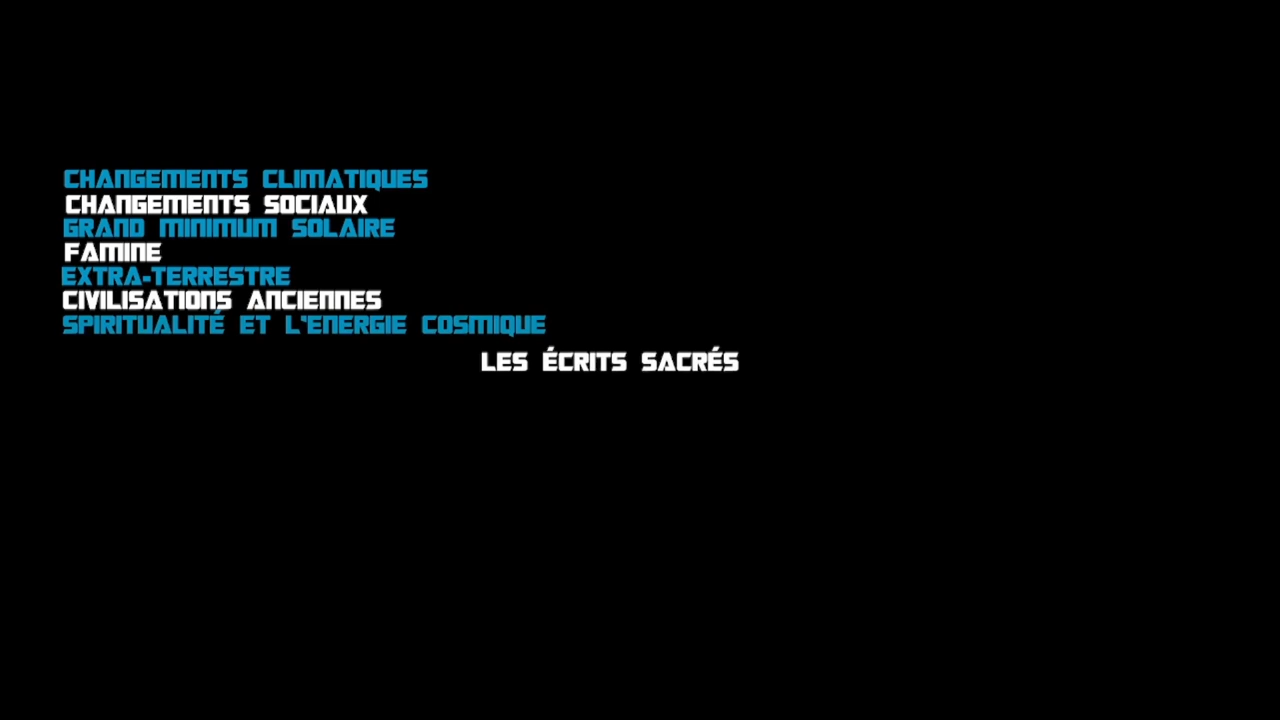 CHANGEMENTS CLIMATIQUES
CHANGEMENTS SOCIAUX
GRAND MINIMUM SOLAIRE
FAMINE
EXTRA-TERRESTRE
CIVILISATIONS ANCIENNES
SPIRITUALITÉ ET L'ENERGIE COSMIQUE
LES ÉCRITS SACRÉS